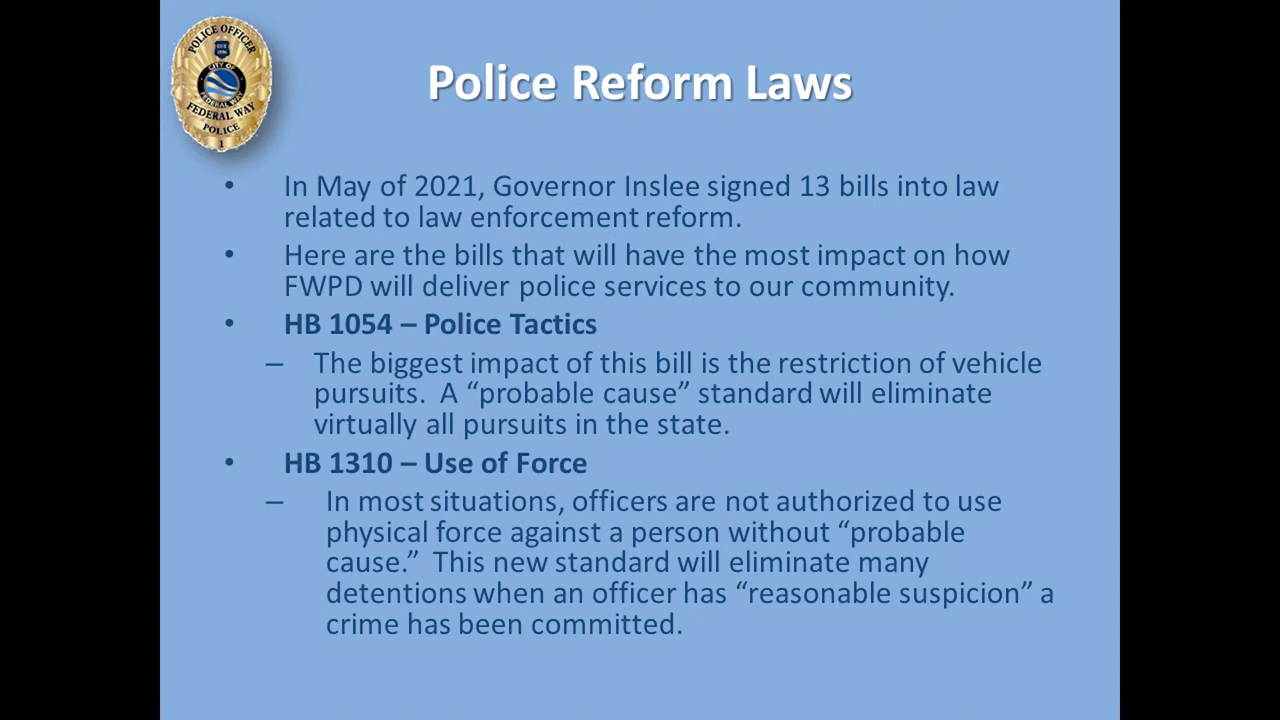 POLICE OFFICER
CITY OF
FEDERAL WAY
FEDERAL WAY
POLICE
1
Police Reform Laws
• In May of 2021, Governor Inslee signed 13 bills into law
related to law enforcement reform.
• Here are the bills that will have the most impact on how
FWPD will deliver police services to our community.
• HB 1054 – Police Tactics
– The biggest impact of this bill is the restriction of vehicle
pursuits.  A “probable cause” standard will eliminate
virtually all pursuits in the state.
• HB 1310 – Use of Force
– In most situations, officers are not authorized to use
physical force against a person without “probable
cause.”  This new standard will eliminate many
detentions when an officer has “reasonable suspicion” a
crime has been committed.